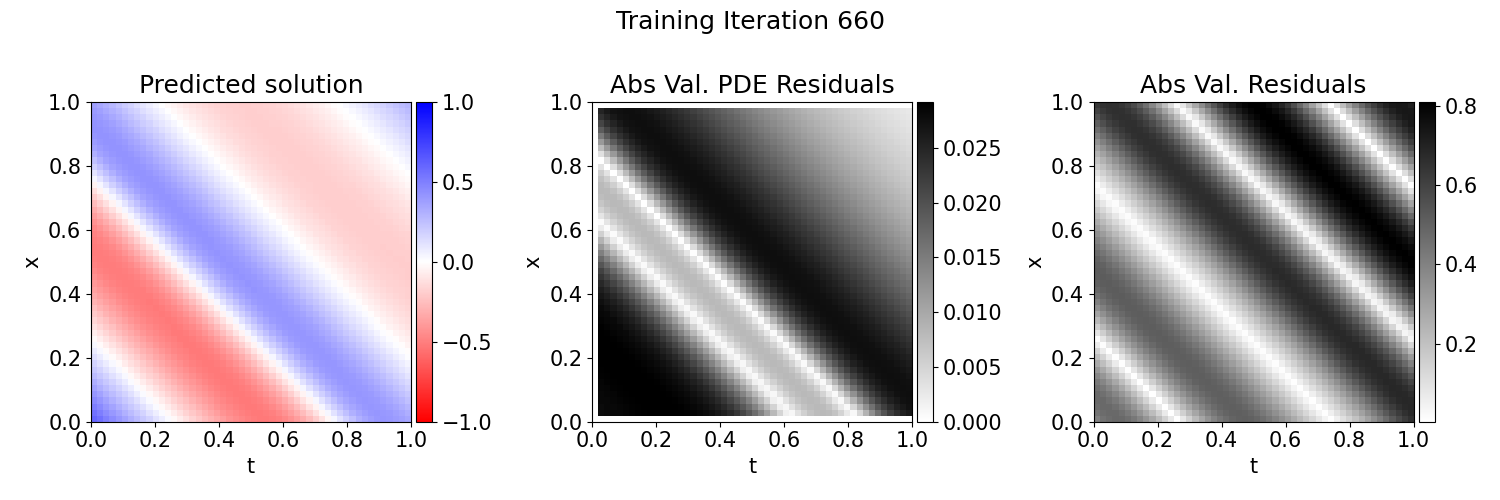 Training Iteration 660
Predicted solution
Abs Val. PDE Residuals
Abs Val. Residuals
1.0
0.8
0.6
0.4
0.2
0.0
x
0.0 0.2 0.4 0.6 0.8 1.0
t
1.0
0.5
0.0
−0.5
−1.0
1.0
0.8
0.6
0.4
0.2
0.0
x
0.0 0.2 0.4 0.6 0.8 1.0
t
0.025
0.020
0.015
0.010
0.005
0.000
1.0
0.8
0.6
0.4
0.2
0.0
x
0.0 0.2 0.4 0.6 0.8 1.0
t
0.8
0.6
0.4
0.2